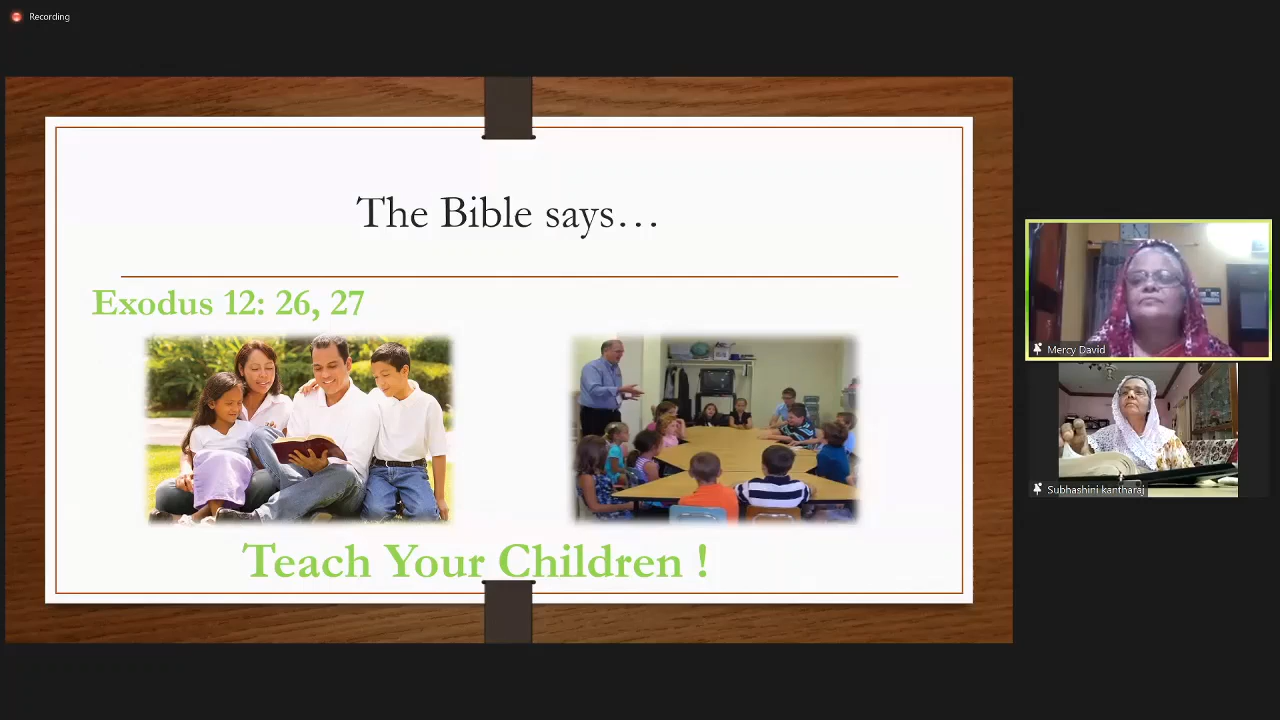 Recording
The Bible says…
Exodus 12: 26, 27
Teach Your Children !
Mercy David
Subhashini kantharaj